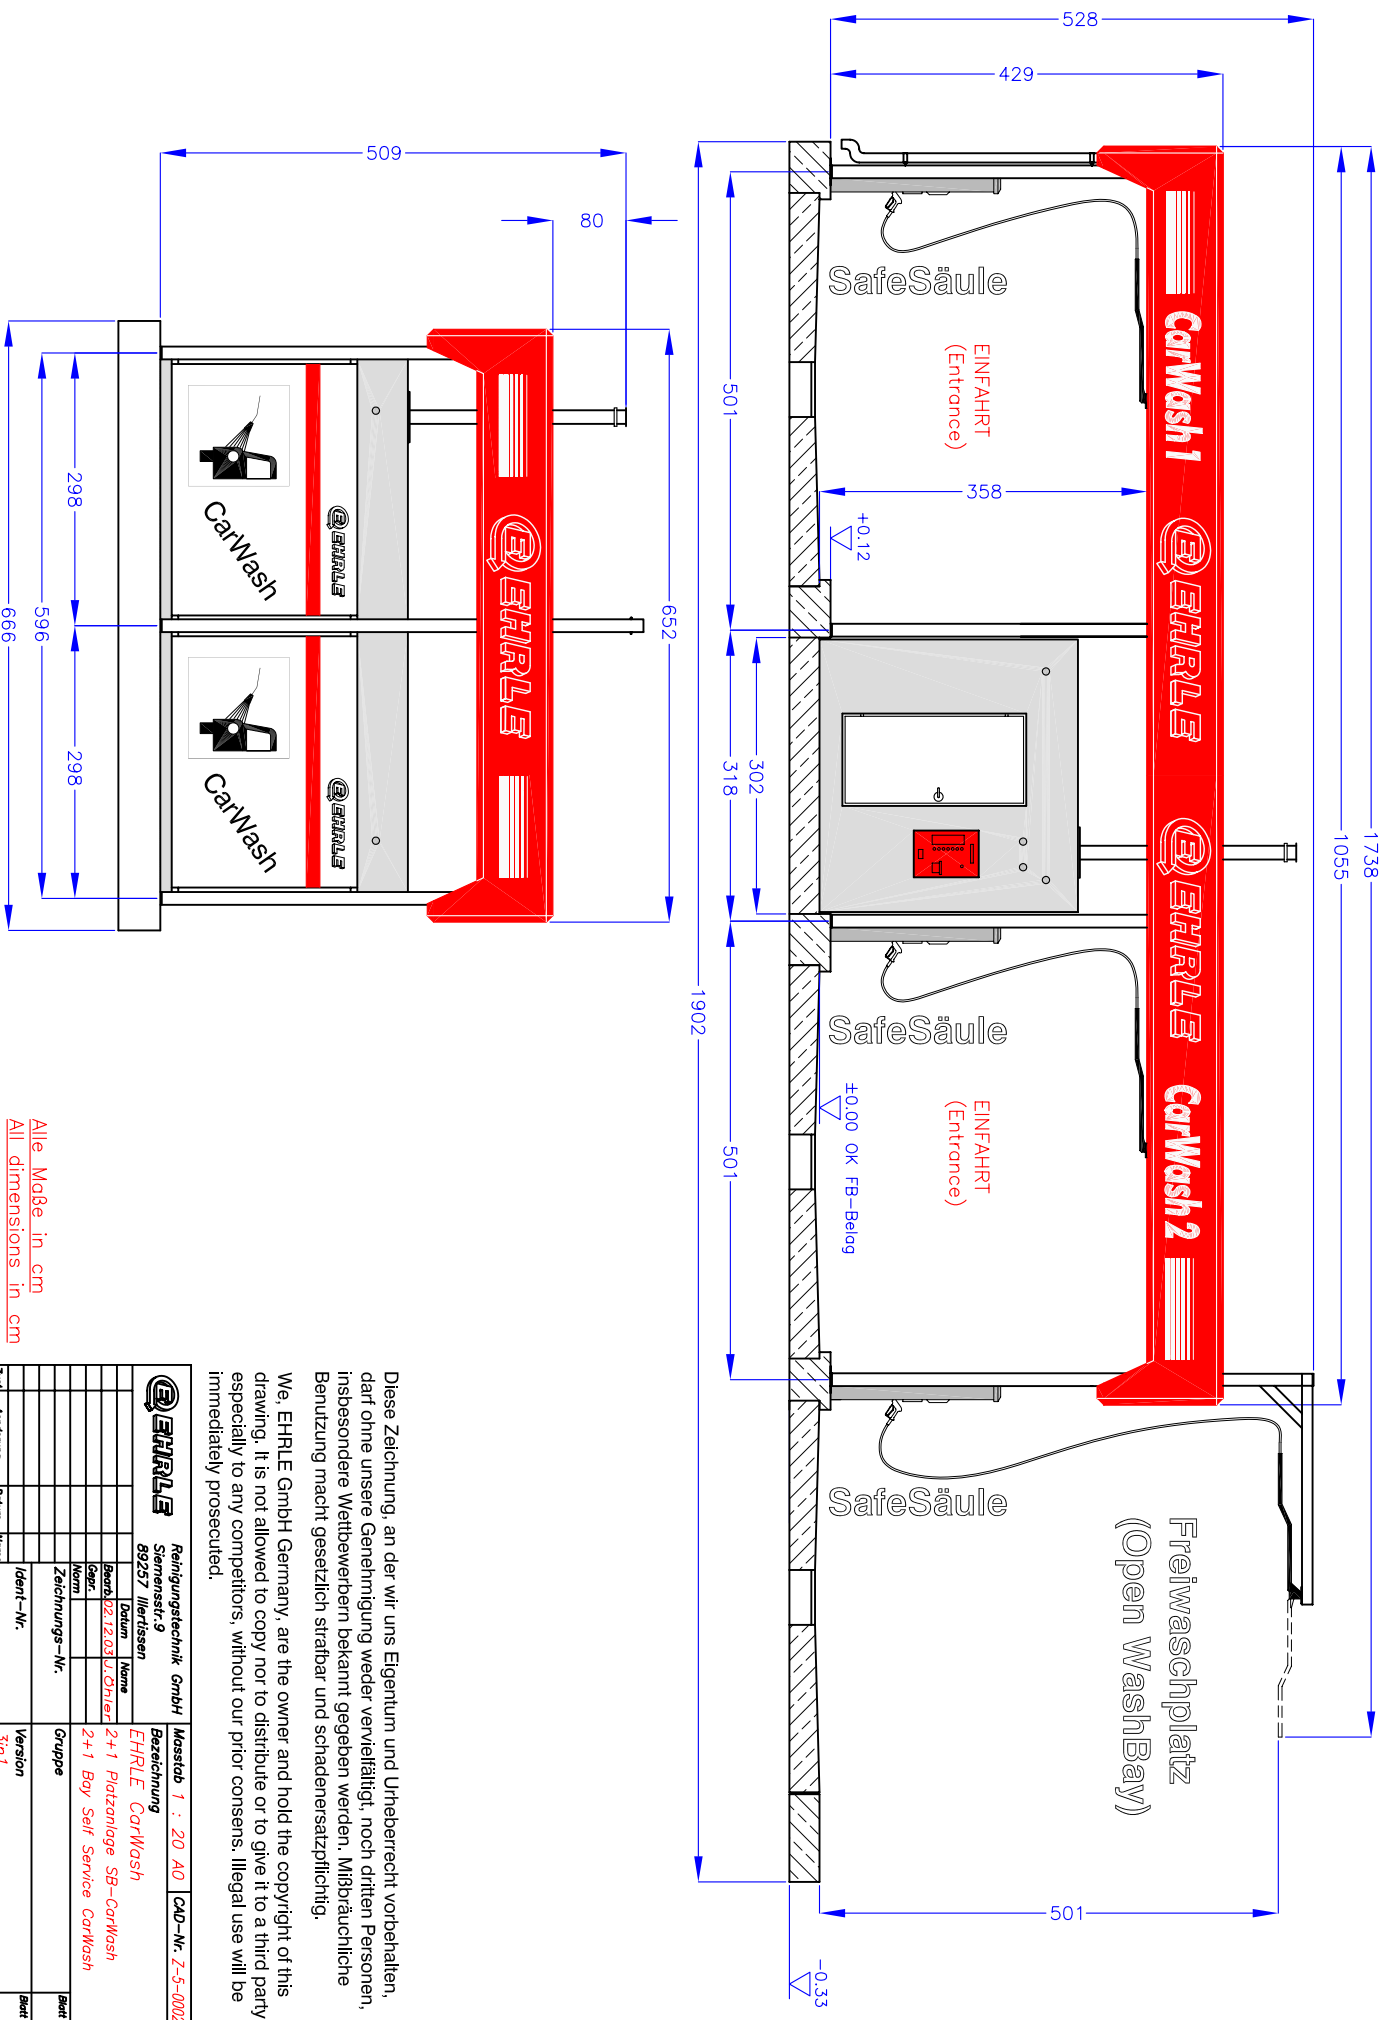 1738
1055
528
429
CarWash 1
EHRLE
EHRLE
CarWash 2
SafeSäule
EINFAHRT
(Entrance)
358
+0.12
SafeSäule
EINFAHRT
(Entrance)
±0.00 OK FB-Belag
SafeSäule
Freiwaschplatz
(Open WashBay)
501
-0.33
302
501
318
501
1902
509
80
652
EHRLE
EHRLE
CarWash
EHRLE
CarWash
298
298
596
666
Alle Maße in cm
All dimensions in cm
Diese Zeichnung, an der wir uns Eigentum und Urheberrecht vorbehalten,
darf ohne unsere Genehmigung weder vervielfältigt, noch dritten Personen,
insbesondere Wettbewerbern bekannt gegeben werden. Mißbräuchliche
Benutzung macht gesetzlich strafbar und schadenersatzpflichtig.
We, EHRLE GmbH Germany, are the owner and hold the copyright of this
drawing. It is not allowed to copy nor to distribute or to give it to a third party
especially to any competitors, without our prior consens. Illegal use will be
immediately prosecuted.
EHRLE
Reinigungstechnik GmbH
Siemensstr.9
89257 Illertissen
Datum Name
Bearb. 02.12.03 J. Öhler
Gepr.
Norm
Zeichnungs-Nr.
Ident-Nr.
Masstab 1 : 20 A0
CAD-Nr. Z-5-0002
Bezeichnung
EHRLE CarWash
2+1 Platzanlage SB-CarWash
2+1 Bay Self Service CarWash
Gruppe
Blatt
Version
3in1
Blatt